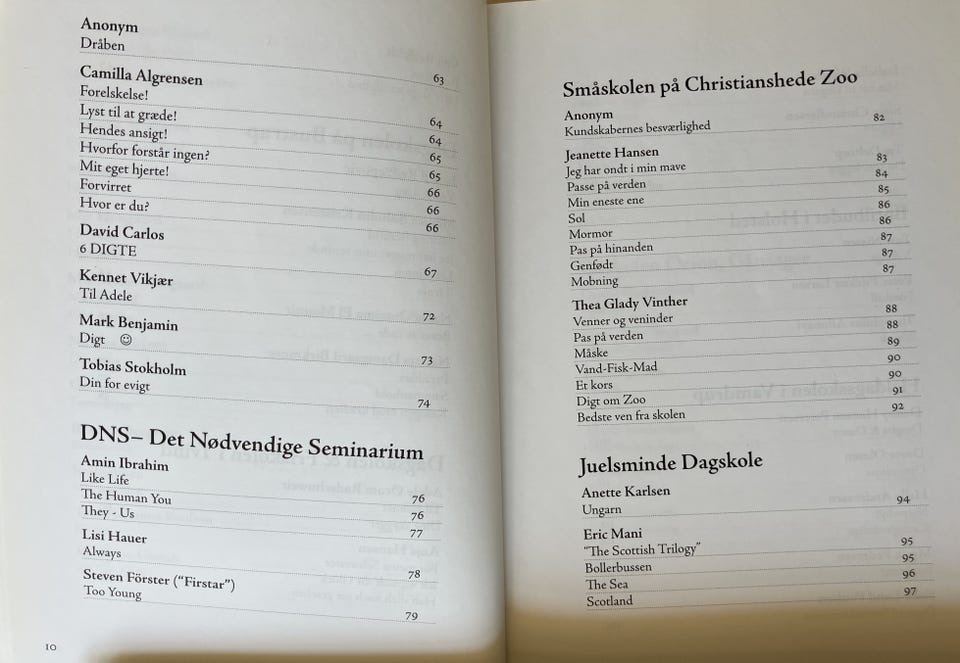 Anonym
Dråben 63
Camilla Algrensen
Forelskelse! 64
Lyst til at græde! 64
Hendes ansigt! 65
Hvorfor forstår ingen? 65
Mit eget hjerte! 66
Forvirret 66
Hvor er du? 66
David Carlos
6 DIGTE 67
Kennet Vikjær
Til Adele 72
Mark Benjamin
Digt ☺ 73
Tobias Stokholm
Din for evigt 74
DNS– Det Nødvendige Seminarium
Amin Ibrahim
Like Life 76
The Human You 76
They - Us 77
Lisi Hauer
Always 78
Steven Förster ("Firstar")
Too Young 79
10
Småskolen på Christianshede Zoo
Anonym
Kundskabernes besværlighed 82
Jeanette Hansen
Jeg har ondt i min mave 83
Passe på verden 84
Min eneste ene 85
Sol 86
Mormor 86
Pas på hinanden 87
Genfødt 87
Mobning 87
Thea Glady Vinther
Venner og veninder 88
Pas på verden 88
Måske 89
Vand-Fisk-Mad 90
Et kors 90
Digt om Zoo 91
Bedste ven fra skolen 92
Juelsminde Dagskole
Anette Karlsen
Ungarn 94
Eric Mani
"The Scottish Trilogy" 95
Bollerbussen 95
The Sea 96
Scotland 97